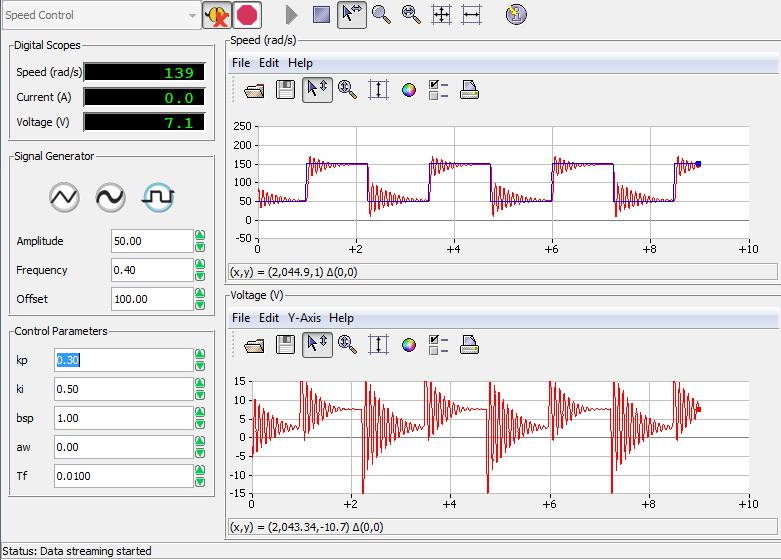 Speed Control
Digital Scopes
Speed (rad/s) 139
Current (A) 0.0
Voltage (V) 7.1
Signal Generator
Amplitude 50.00
Frequency 0.40
Offset 100.00
Control Parameters
kp 0.30
ki 0.50
bsp 1.00
aw 0.00
Tf 0.0100
Speed (rad/s)
File Edit Help
250
200
150
100
50
0
-50
0 +2 +4 +6 +8 +10
(x,y) = (2,044.9,1) Δ(0,0)
Voltage (V)
File Edit Y-Axis Help
15
10
5
0
-5
-10
-15
0 +2 +4 +6 +8 +10
(x,y) = (2,043.34,-10.7) Δ(0,0)
Status: Data streaming started